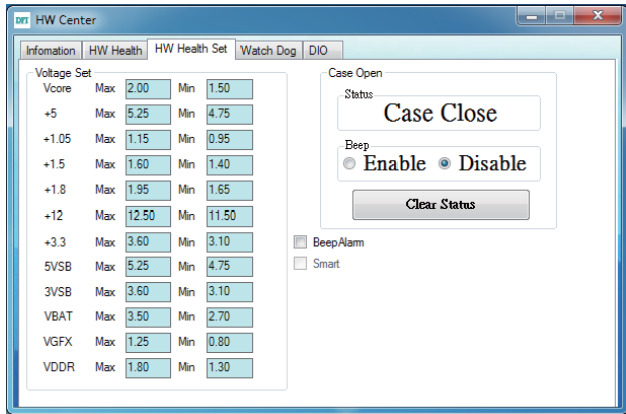 DFI HW Center
Infomation HW Health HW Health Set Watch Dog DIO
Voltage Set
Vcore Max 2.00 Min 1.50
+5 Max 5.25 Min 4.75
+1.05 Max 1.15 Min 0.95
+1.5 Max 1.60 Min 1.40
+1.8 Max 1.95 Min 1.65
+12 Max 12.50 Min 11.50
+3.3 Max 3.60 Min 3.10
5VSB Max 5.25 Min 4.75
3VSB Max 3.60 Min 3.10
VBAT Max 3.50 Min 2.70
VGFX Max 1.25 Min 0.80
VDDR Max 1.80 Min 1.30
Case Open
Status
Case Close
Beep
Enable Disable
Clear Status
BeepAlarm
Smart